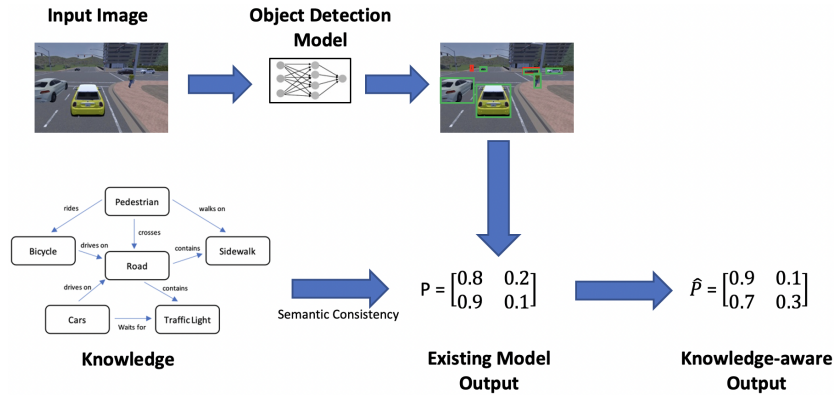 Input Image
Object Detection
Model
Pedestrian
rides
walks on
crosses
Bicycle
drives on
Road
contains
Sidewalk
drives on
contains
Cars
Waits for
Traffic Light
Knowledge
Semantic Consistency
P = [0.8 0.2
0.9 0.1]
Existing Model
Output
P̂ = [0.9 0.1
0.7 0.3]
Knowledge-aware
Output